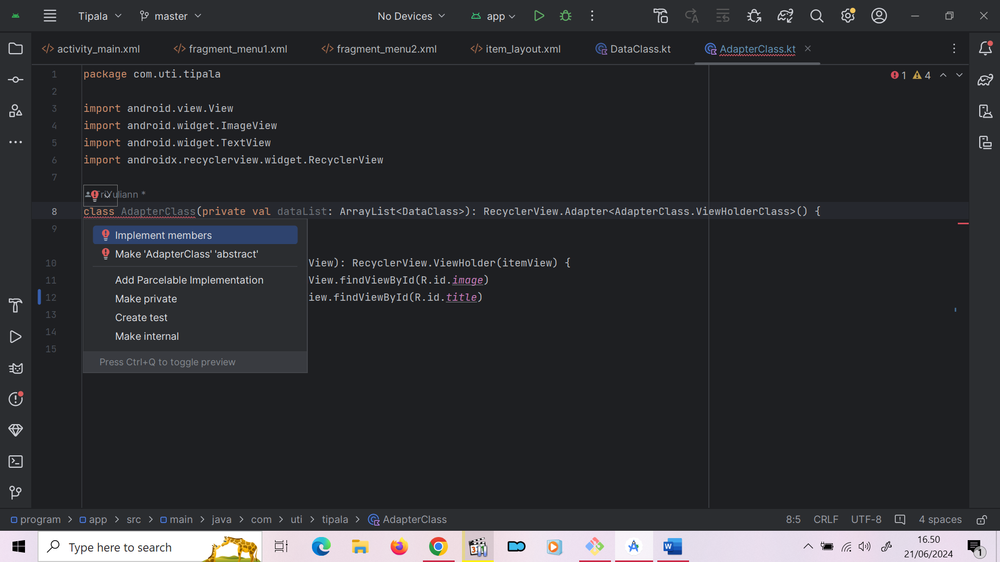 Tipala
master
No Devices
app
activity_main.xml
fragment_menu1.xml
fragment_menu2.xml
item_layout.xml
DataClass.kt
AdapterClass.kt
1 package com.uti.tipala
1 4
2
3 import android.view.View
4 import android.widget.ImageView
5 import android.widget.TextView
6 import androidx.recyclerview.widget.RecyclerView
7
TriYuliann *
8 class AdapterClass(private val dataList: ArrayList<DataClass>): RecyclerView.Adapter<AdapterClass.ViewHolderClass>() {
9
Implement members
Make 'AdapterClass' 'abstract'
10 View): RecyclerView.ViewHolder(itemView) {
Add Parcelable Implementation
11 View.findViewById(R.id.image)
Make private
12 iew.findViewById(R.id.title)
Create test
13
Make internal
14
15
Press Ctrl+Q to toggle preview
program > app > src > main > java > com > uti > tipala > AdapterClass
8:5 CRLF UTF-8 4 spaces
Type here to search
16.50
21/06/2024
1